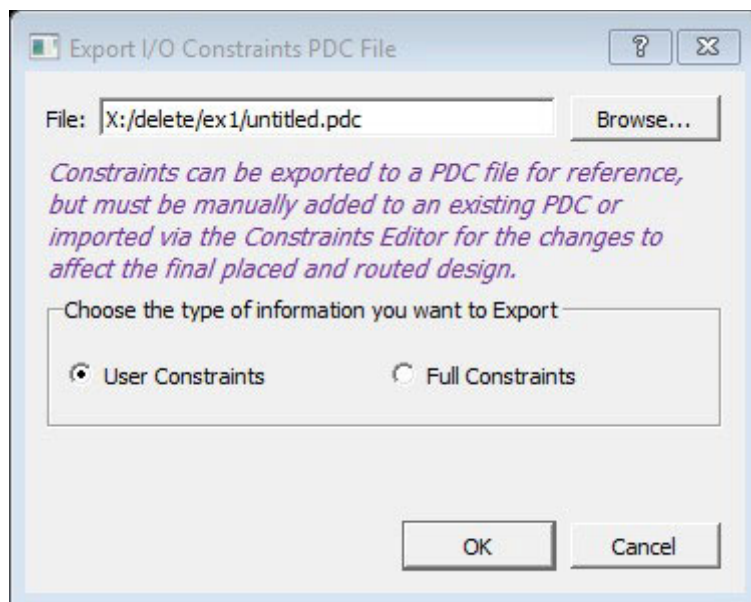 Export I/O Constraints PDC File
File: X:/delete/ex1/untitled.pdc Browse...
Constraints can be exported to a PDC file for reference,
but must be manually added to an existing PDC or
imported via the Constraints Editor for the changes to
affect the final placed and routed design.
Choose the type of information you want to Export
User Constraints Full Constraints
OK Cancel